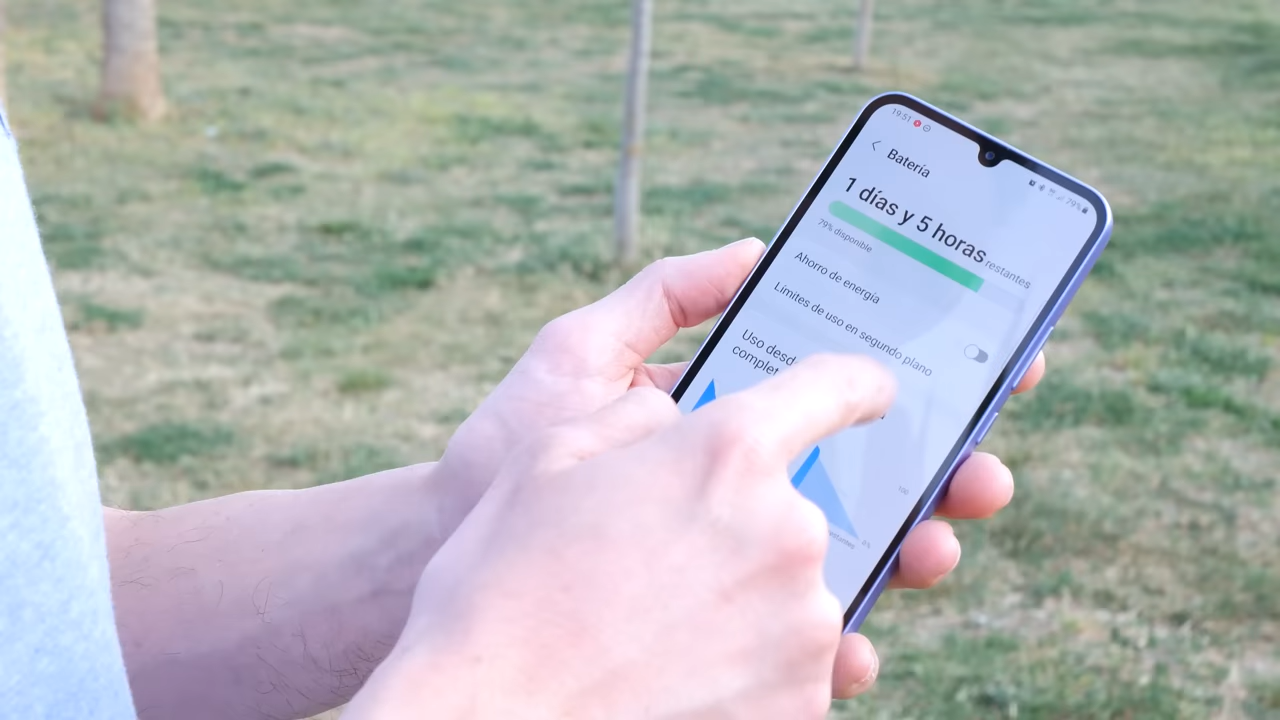 19:51
79%
Batería
1 días y 5 horas restantes
79% disponible
Ahorro de energía
Límites de uso en segundo plano
Uso desd
complet
100
0%